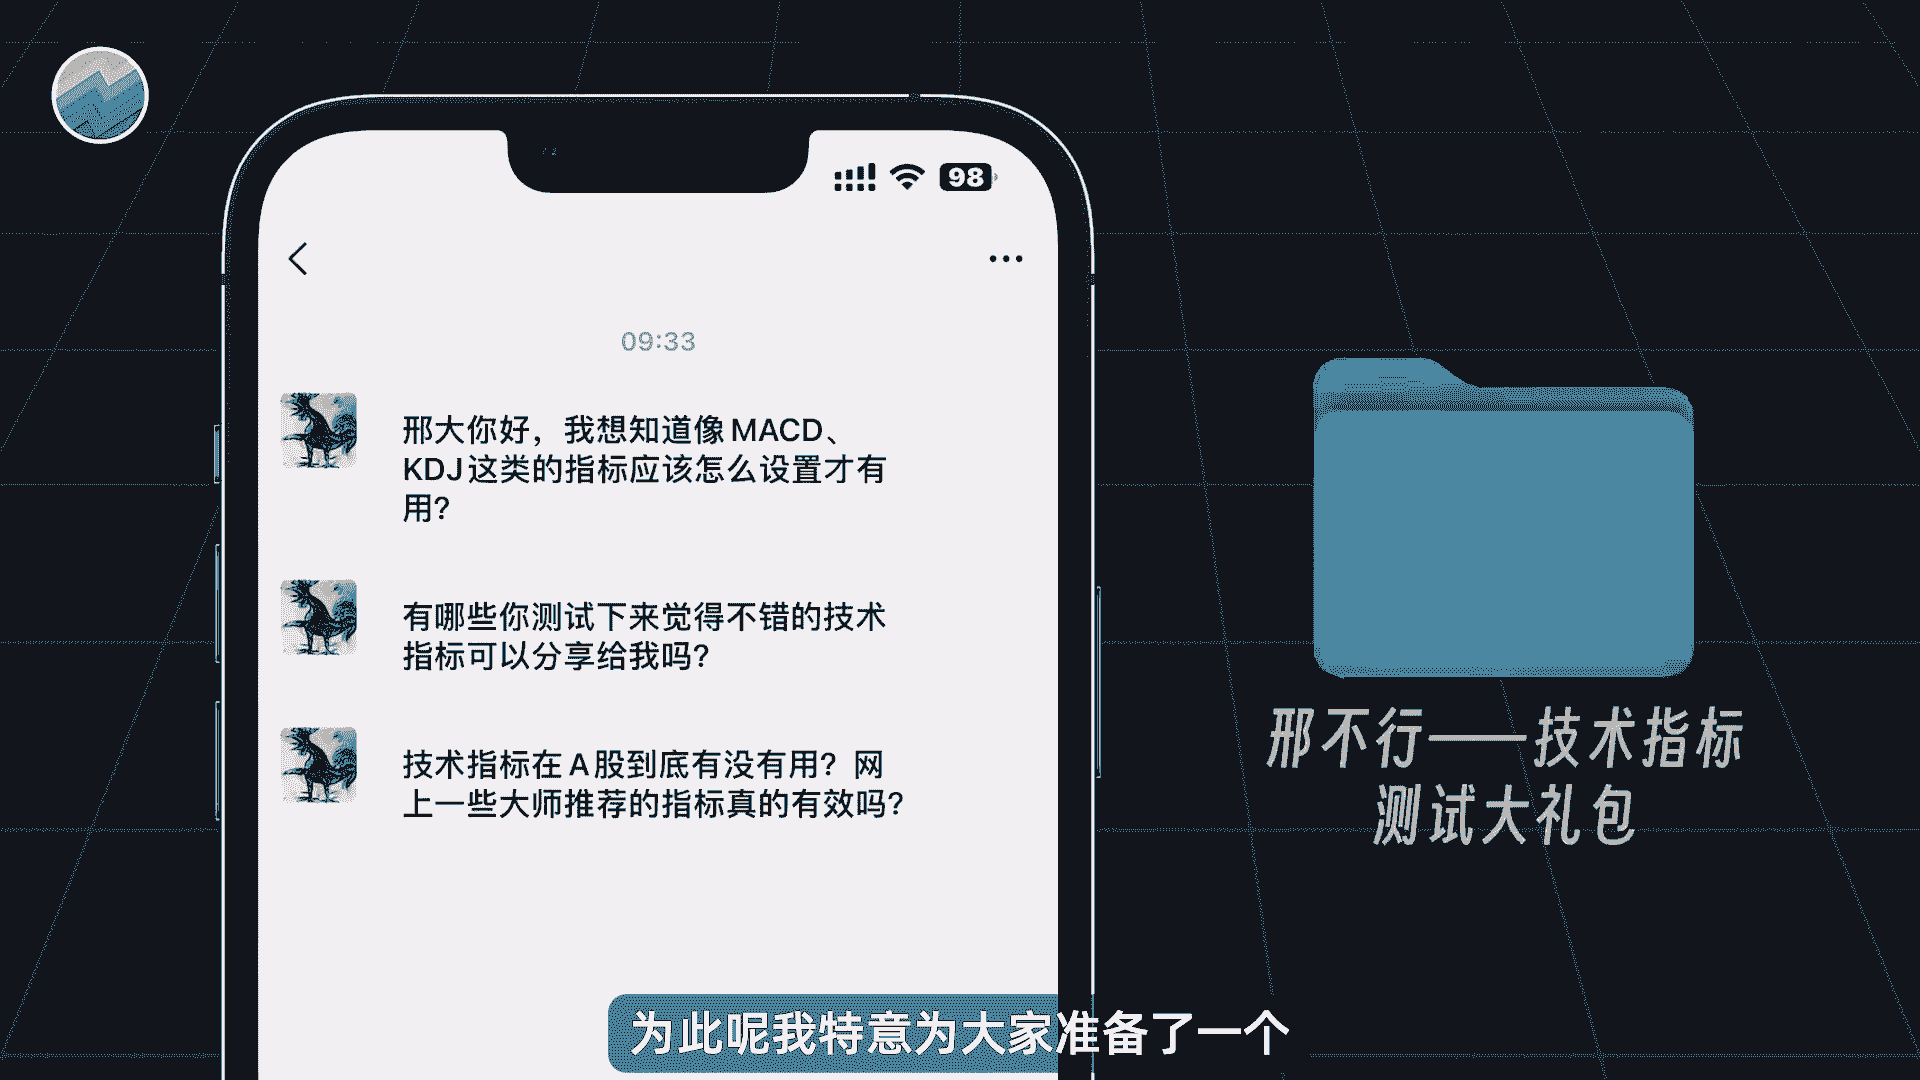 98
09:33
邢大你好，我想知道像MACD、
KDJ这类的指标应该怎么设置才有
用？
有哪些你测试下来觉得不错的技术
指标可以分享给我吗？
技术指标在A股到底有没有用？网
上一些大师推荐的指标真的有效吗？
邢不行——技术指标
测试大礼包
为此呢我特意为大家准备了一个